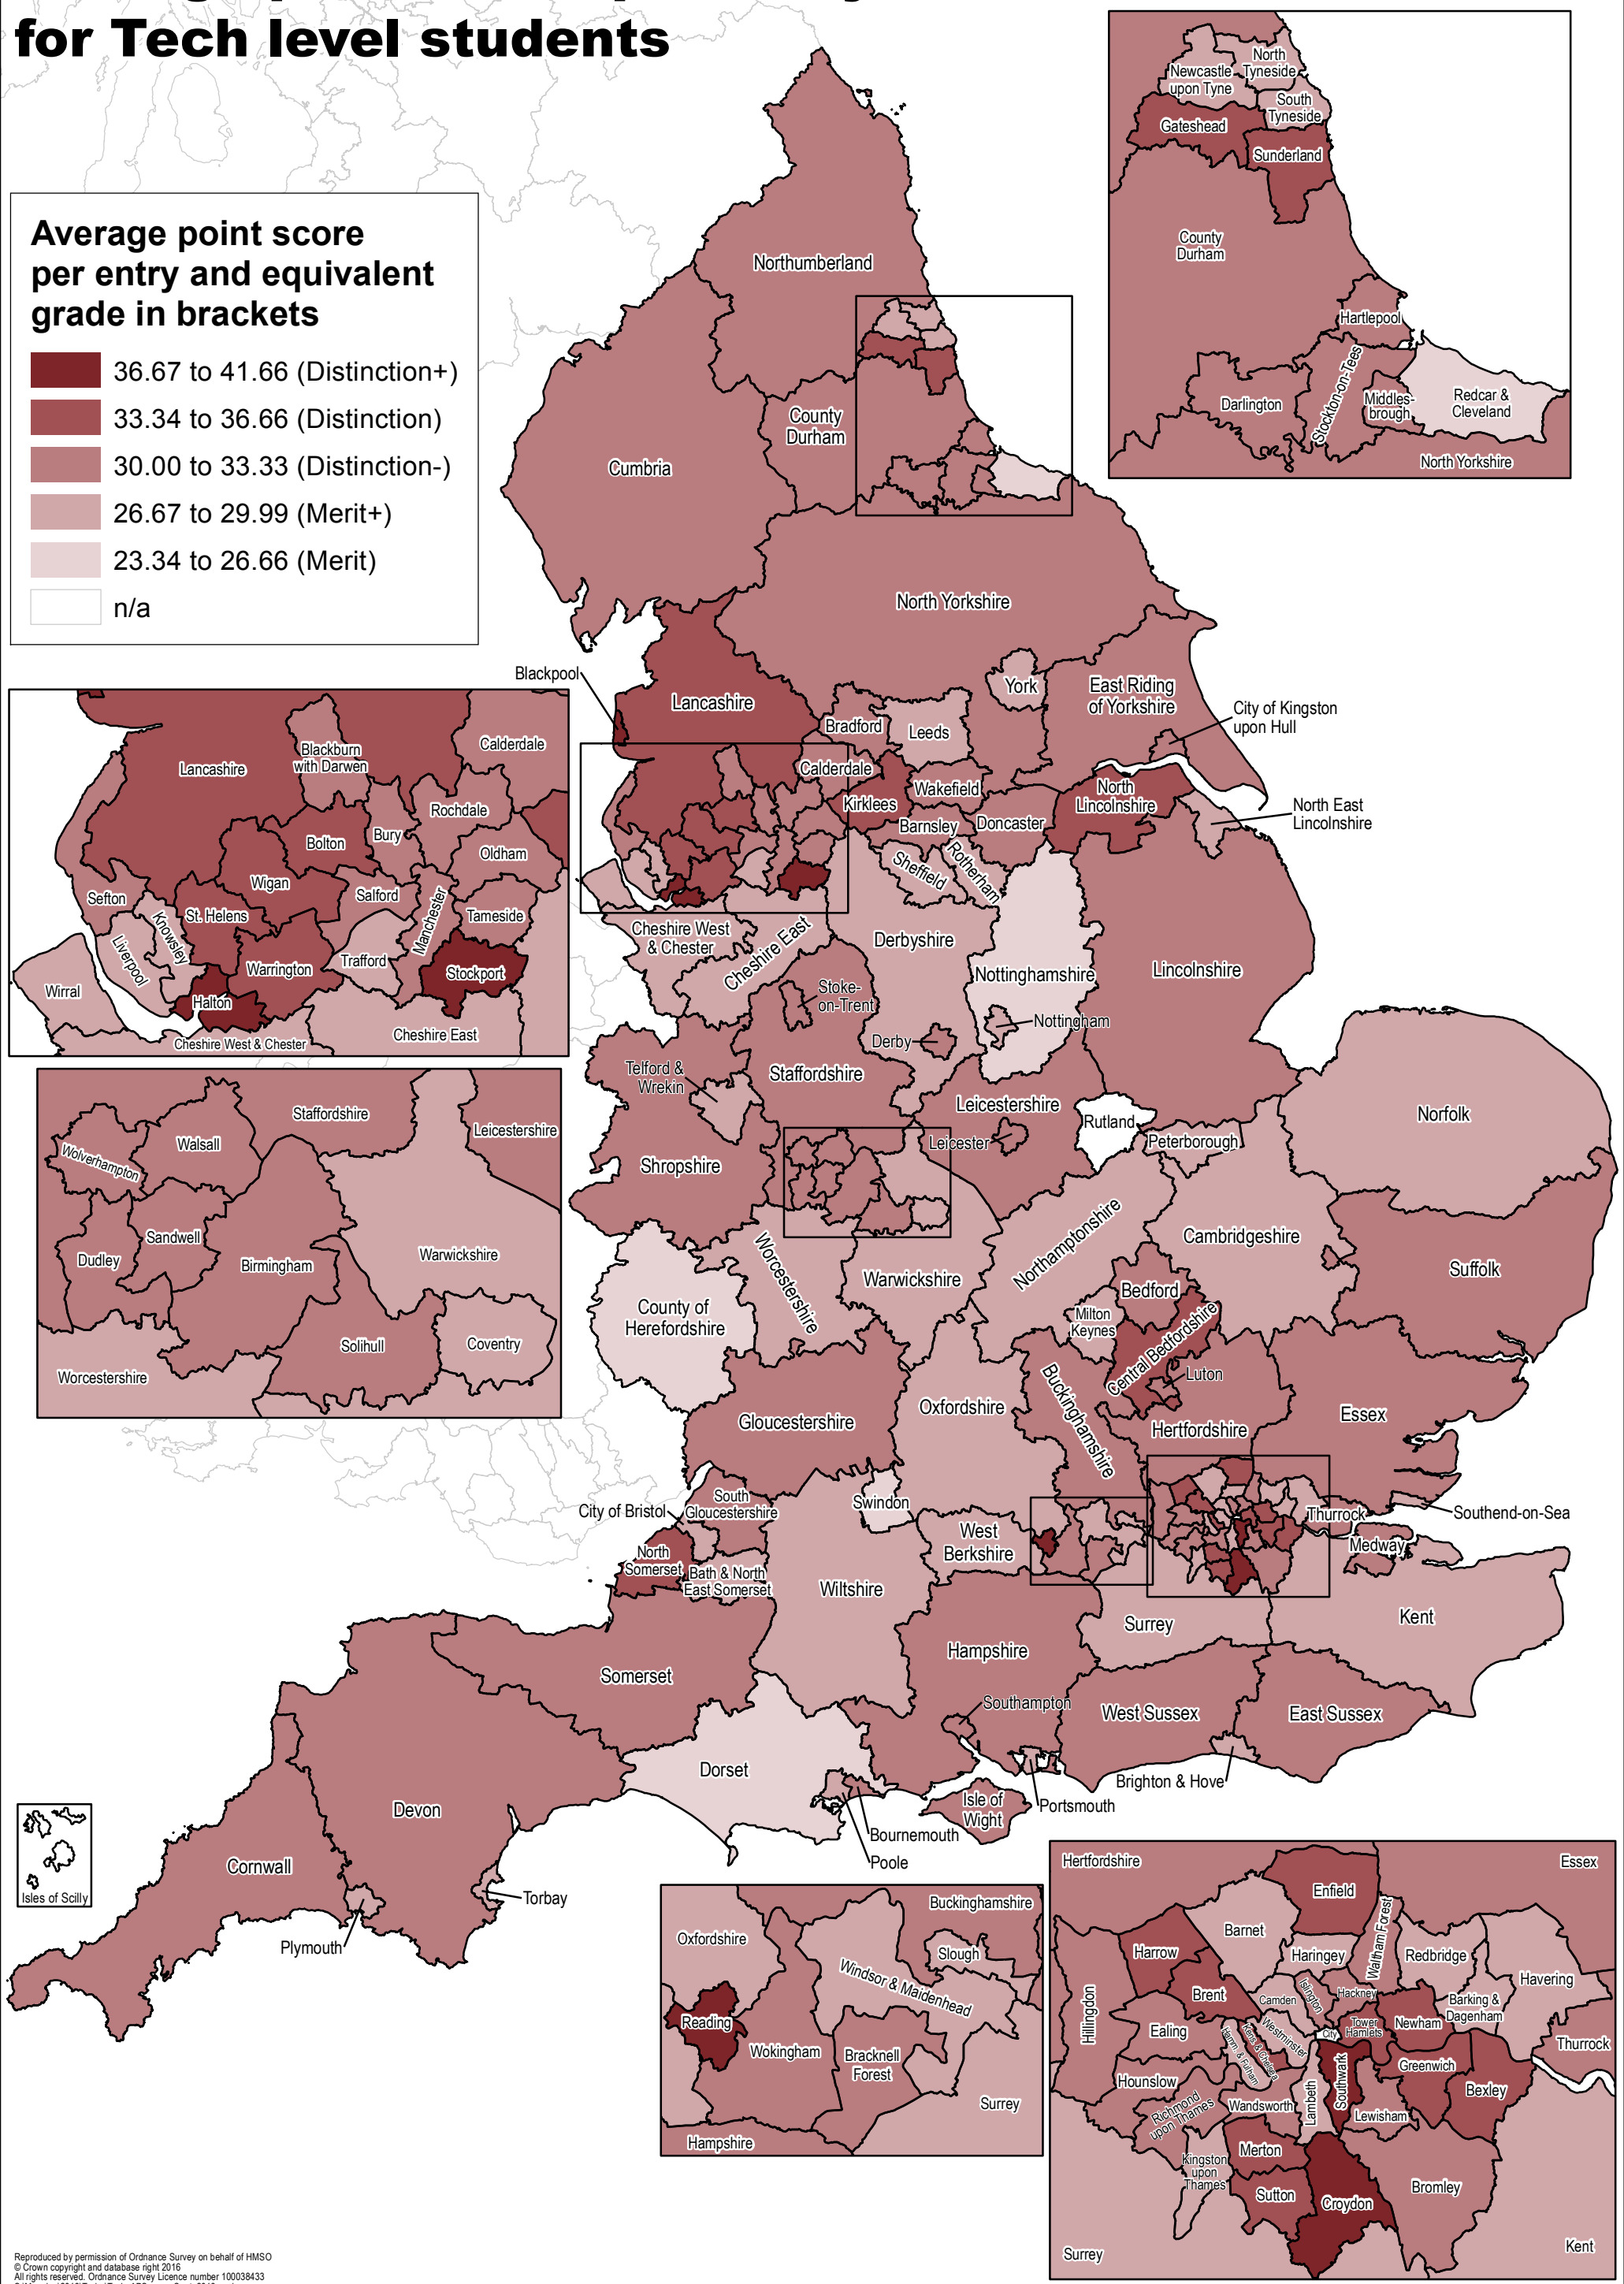 for Tech level students
Average point score
per entry and equivalent
grade in brackets
36.67 to 41.66 (Distinction+)
33.34 to 36.66 (Distinction)
30.00 to 33.33 (Distinction-)
26.67 to 29.99 (Merit+)
23.34 to 26.66 (Merit)
n/a
Newcastle
upon Tyne
North
Tyneside
South
Tyneside
Gateshead
Sunderland
County
Durham
Hartlepool
Stockton-on-Tees
Darlington
Middles-
brough
Redcar &
Cleveland
North Yorkshire
Northumberland
Cumbria
County
Durham
North Yorkshire
Blackpool
Lancashire
Bradford
Leeds
York
East Riding
of Yorkshire
City of Kingston
upon Hull
Calderdale
Kirklees
Wakefield
North
Lincolnshire
North East
Lincolnshire
Barnsley
Doncaster
Sheffield
Rotherham
Cheshire West
& Chester
Cheshire East
Derbyshire
Nottinghamshire
Lincolnshire
Stoke-
on-Trent
Nottingham
Derby
Telford &
Wrekin
Staffordshire
Leicestershire
Rutland
Leicester
Peterborough
Norfolk
Shropshire
Worcestershire
Warwickshire
Northamptonshire
Cambridgeshire
Suffolk
County of
Herefordshire
Bedford
Milton
Keynes
Central Bedfordshire
Luton
Buckinghamshire
Oxfordshire
Hertfordshire
Essex
Gloucestershire
South
Gloucestershire
City of Bristol
Swindon
Thurrock
Southend-on-Sea
North
Somerset
Bath & North
East Somerset
West
Berkshire
Medway
Wiltshire
Surrey
Kent
Hampshire
Somerset
Southampton
West Sussex
East Sussex
Dorset
Brighton & Hove
Isle of
Wight
Portsmouth
Bournemouth
Poole
Devon
Cornwall
Torbay
Plymouth
Isles of Scilly
Lancashire
Blackburn
with Darwen
Calderdale
Rochdale
Bolton
Bury
Oldham
Wigan
Sefton
St. Helens
Salford
Manchester
Tameside
Knowsley
Liverpool
Warrington
Trafford
Stockport
Wirral
Halton
Cheshire West & Chester
Cheshire East
Staffordshire
Leicestershire
Walsall
Wolverhampton
Sandwell
Dudley
Birmingham
Warwickshire
Solihull
Coventry
Worcestershire
Buckinghamshire
Oxfordshire
Slough
Windsor & Maidenhead
Reading
Wokingham
Bracknell
Forest
Surrey
Hampshire
Hertfordshire
Essex
Enfield
Barnet
Harrow
Haringey
Waltham Forest
Redbridge
Havering
Hillingdon
Brent
Camden
Islington
Hackney
Barking &
Dagenham
Ealing
Westminster
City
Tower
Hamlets
Newham
Thurrock
Hamm. & Fulham
Kens & Chelsea
Hounslow
Southwark
Greenwich
Bexley
Richmond
upon Thames
Wandsworth
Lambeth
Lewisham
Merton
Kingston
upon
Thames
Sutton
Croydon
Bromley
Surrey
Kent
Reproduced by permission of Ordnance Survey on behalf of HMSO
© Crown copyright and database right 2016
All rights reserved. Ordnance Survey Licence number 100038433